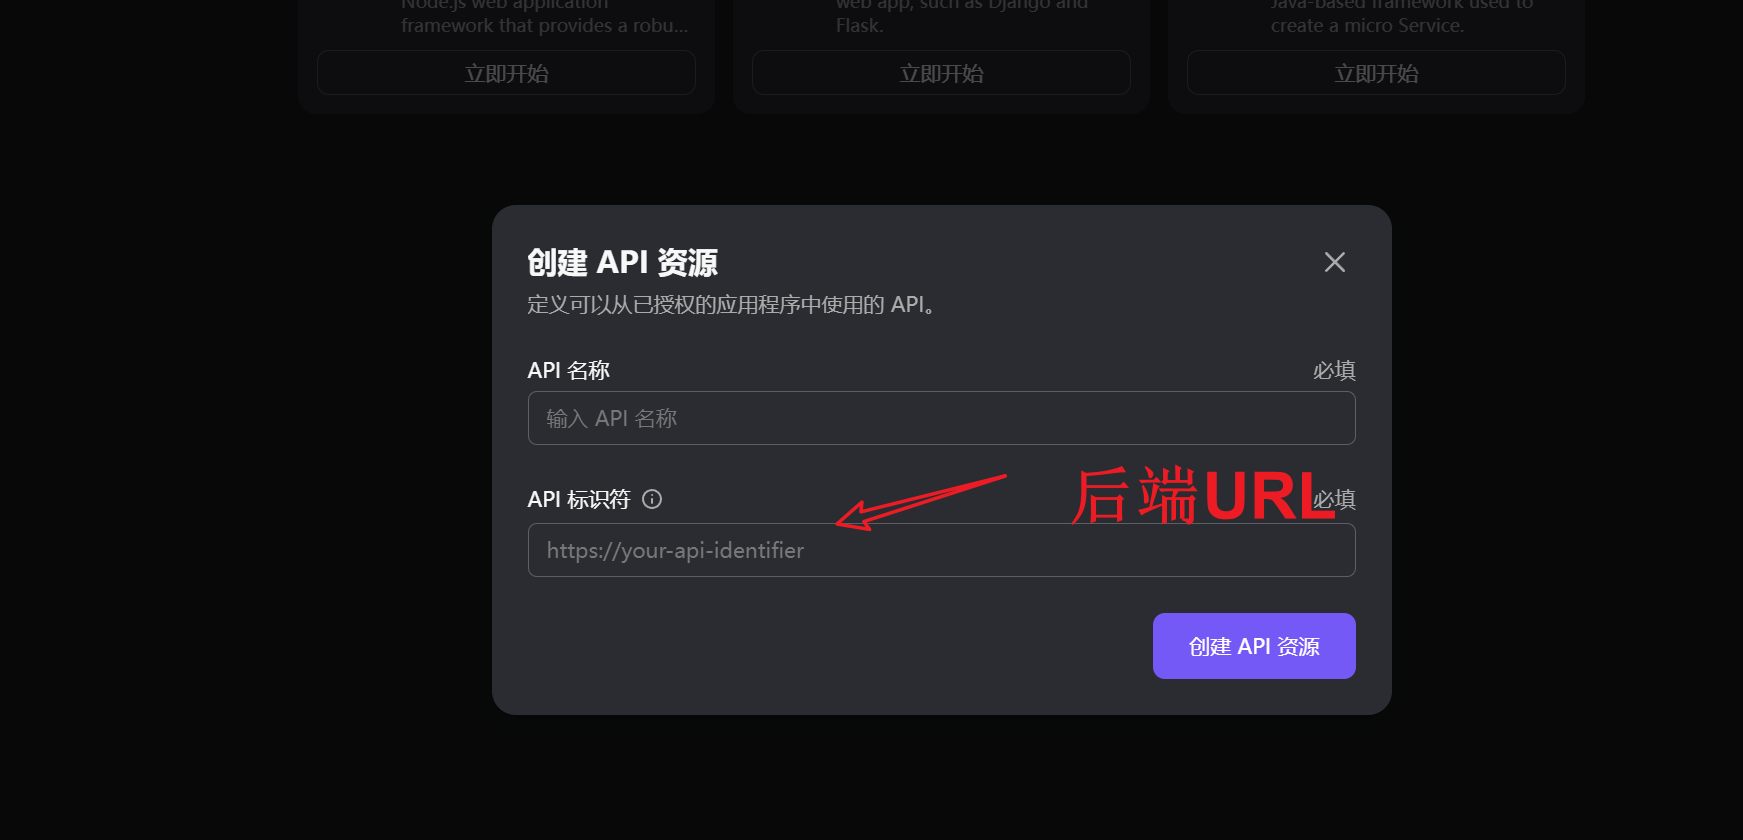 Node.js web application
framework that provides a robu...
立即开始
web app, such as Django and
Flask.
立即开始
Java-based framework used to
create a micro Service.
立即开始
创建 API 资源
定义可以从已授权的应用程序中使用的 API。
API 名称
必填
输入 API 名称
API 标识符
后端URL
必填
https://your-api-identifier
创建 API 资源